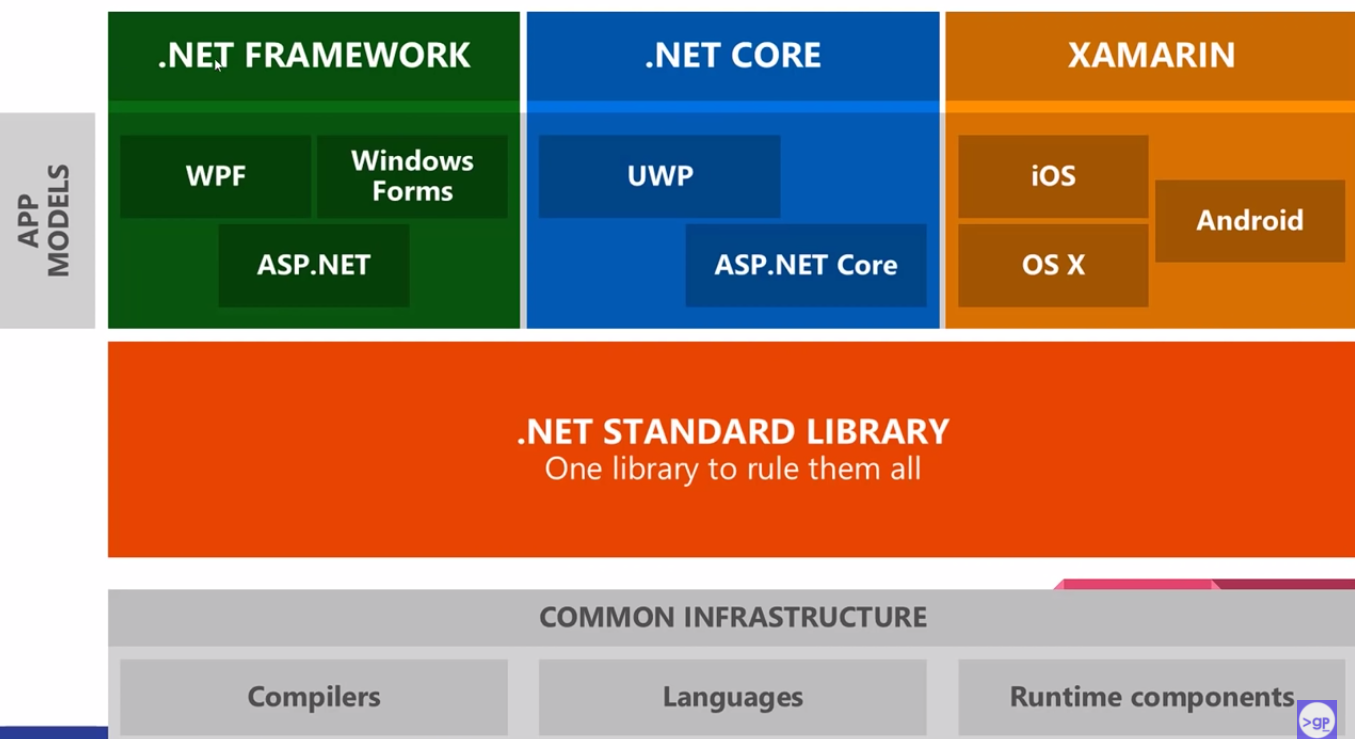 .NET FRAMEWORK
.NET CORE
XAMARIN
APP
MODELS
WPF
Windows
Forms
ASP.NET
UWP
ASP.NET Core
iOS
OS X
Android
.NET STANDARD LIBRARY
One library to rule them all
COMMON INFRASTRUCTURE
Compilers
Languages
Runtime components
>gp